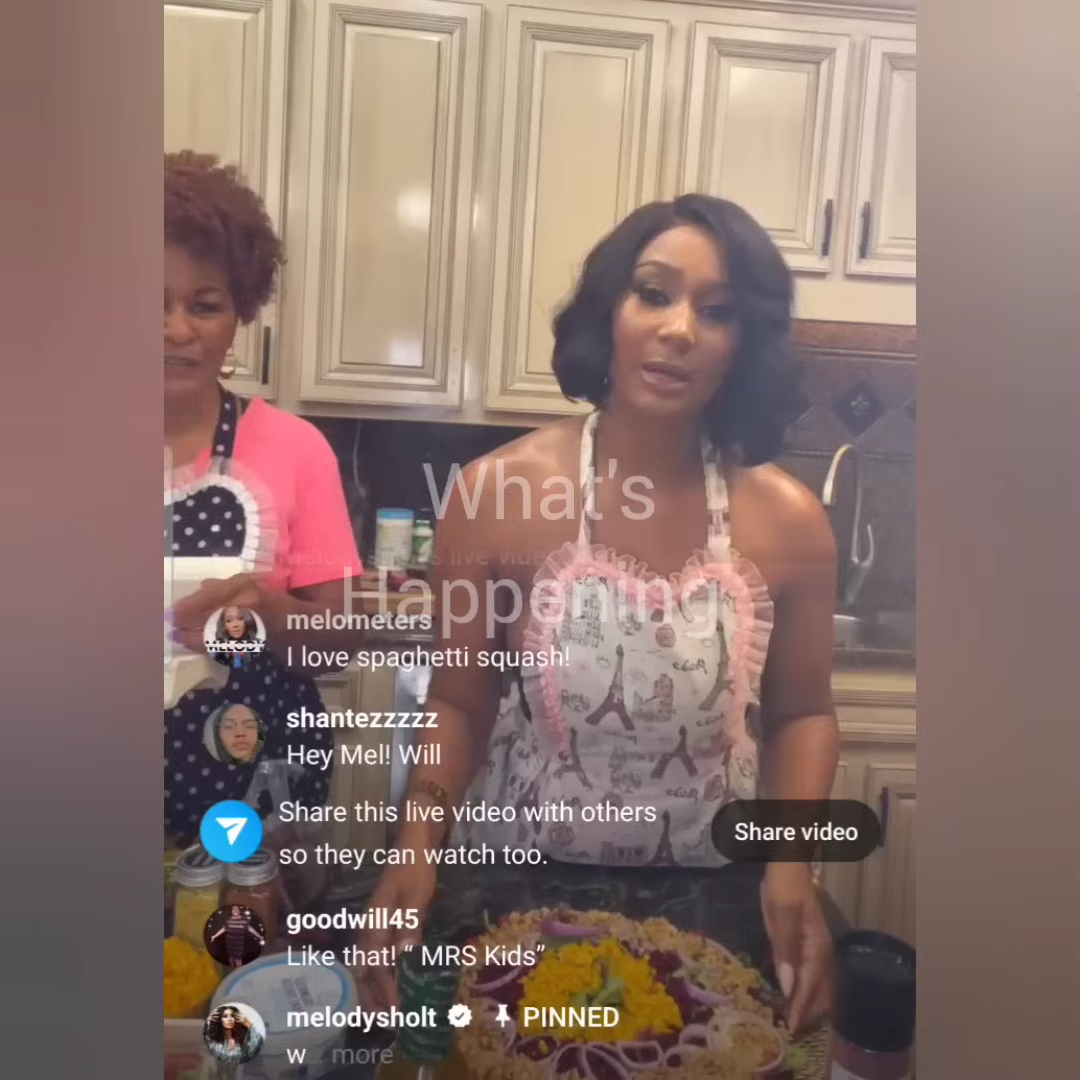 What's
Happening
melometers
I love spaghetti squash!
shantezzzzz
Hey Mel! Will
Share this live video with others
so they can watch too.
Share video
goodwill45
Like that! “ MRS Kids”
melodysholt PINNED
w... more